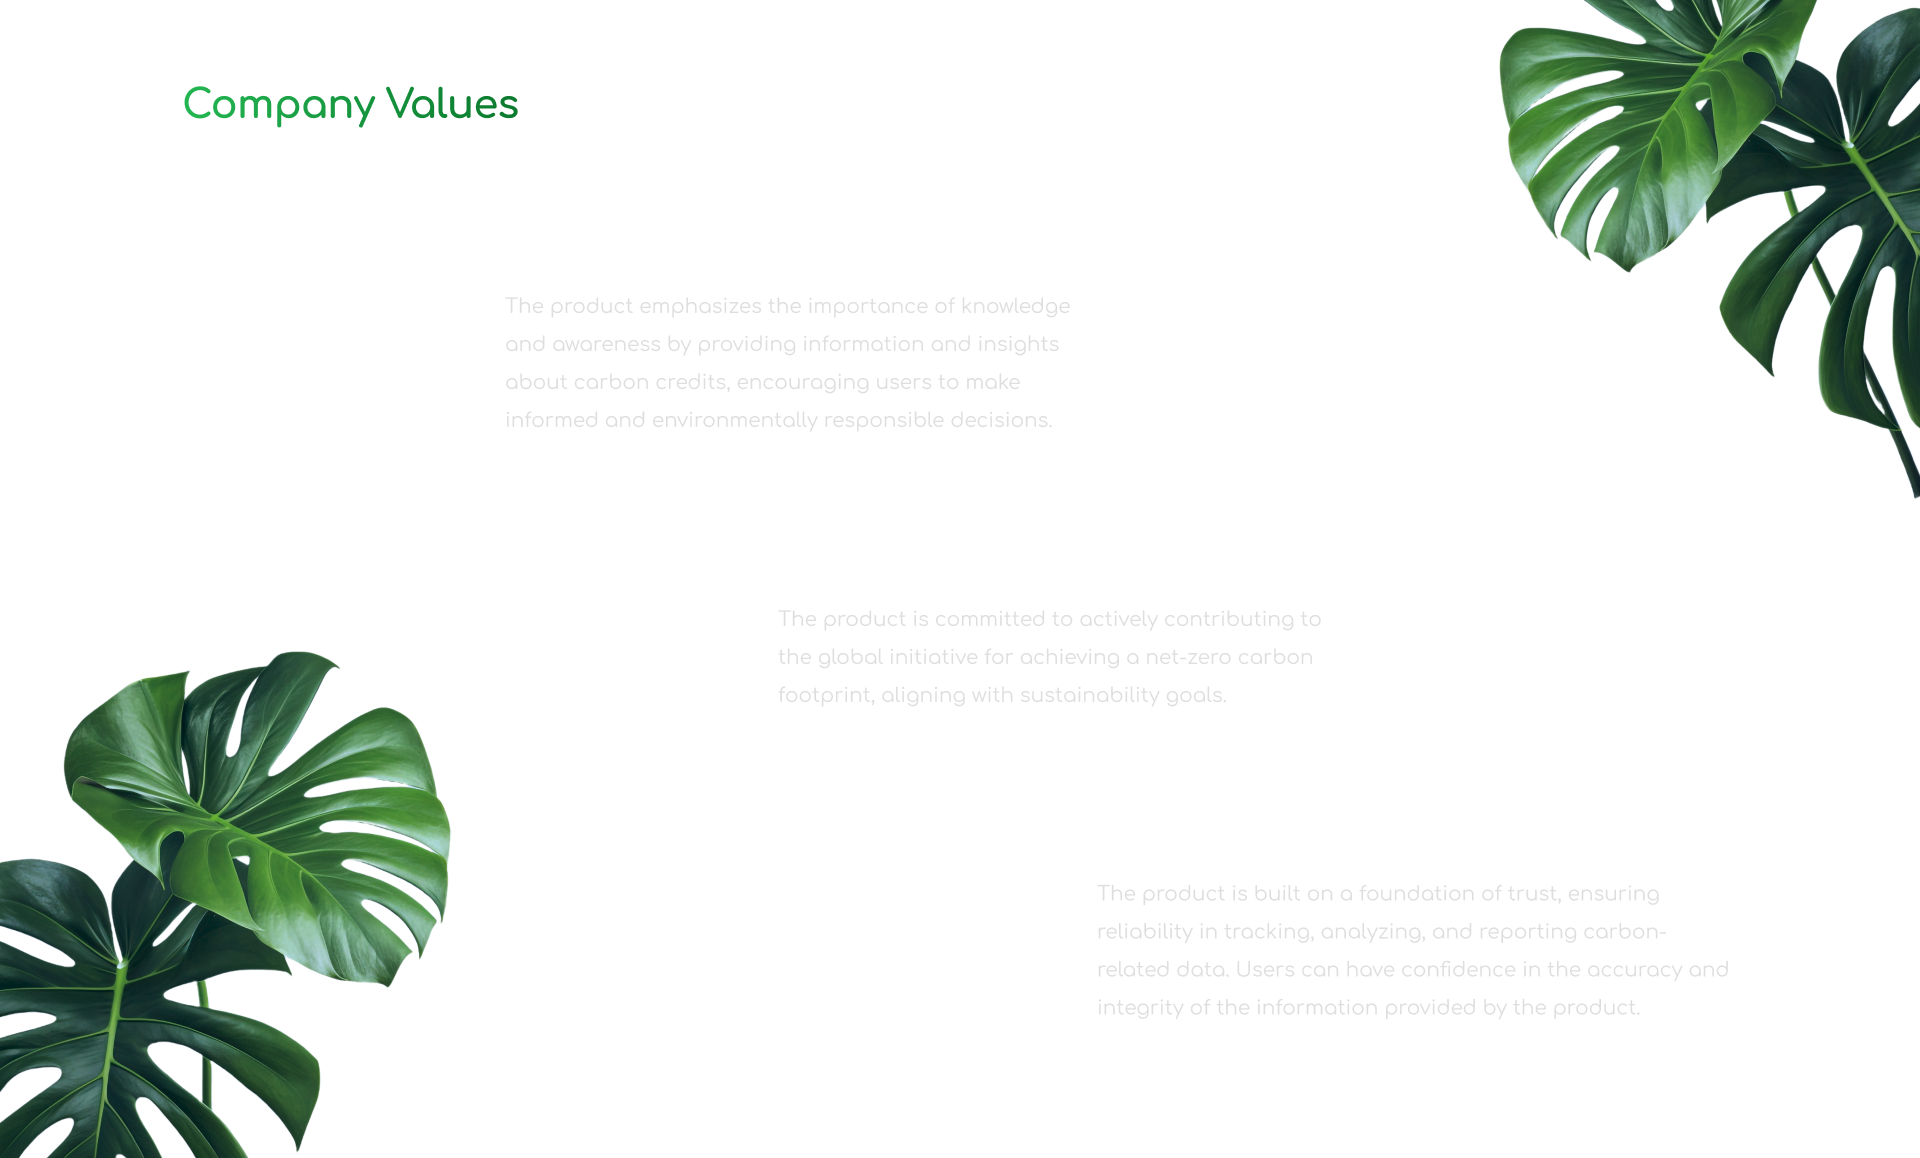 Company Values
The product emphasizes the importance of knowledge
and awareness by providing information and insights
about carbon credits, encouraging users to make
informed and environmentally responsible decisions.
The product is committed to actively contributing to
the global initiative for achieving a net-zero carbon
footprint, aligning with sustainability goals.
The product is built on a foundation of trust, ensuring
reliability in tracking, analyzing, and reporting carbon-
related data. Users can have confidence in the accuracy and
integrity of the information provided by the product.